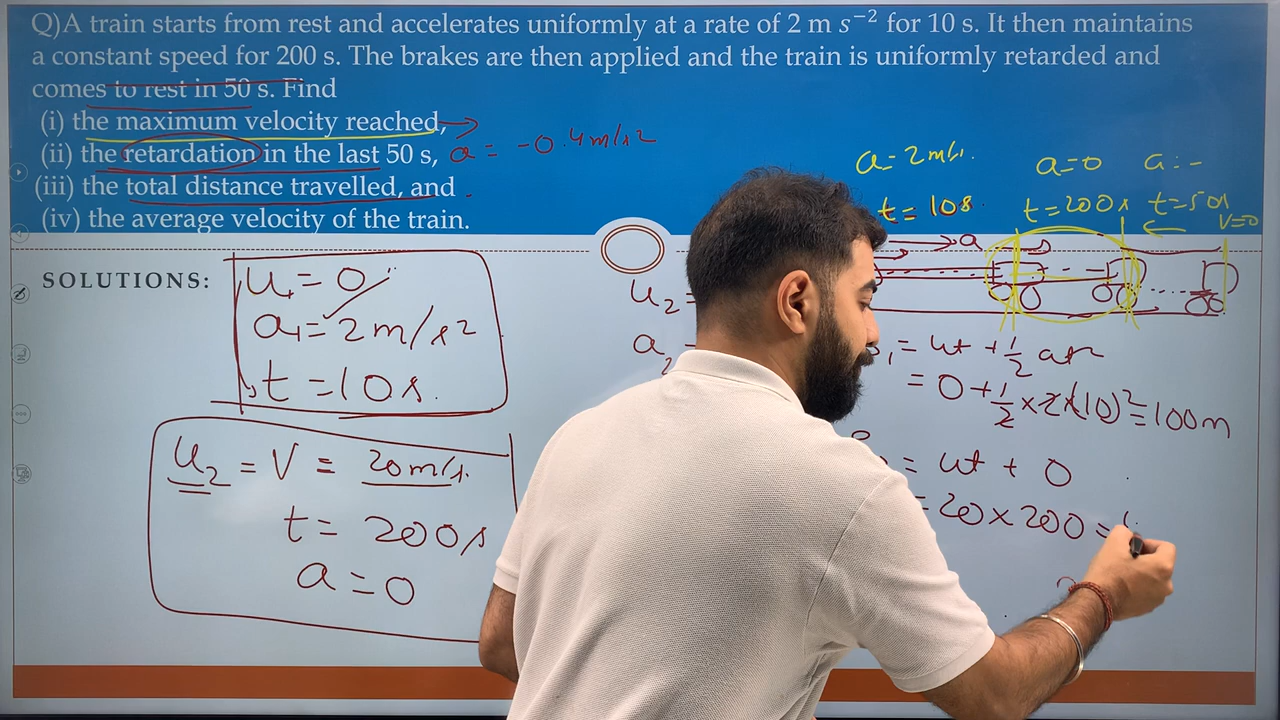 Q)A train starts from rest and accelerates uniformly at a rate of 2 m s⁻² for 10 s. It then maintains
a constant speed for 200 s. The brakes are then applied and the train is uniformly retarded and
comes to rest in 50 s. Find
(i) the maximum velocity reached,
(ii) the retardation in the last 50 s, a = -0.4m/s²
(iii) the total distance travelled, and
(iv) the average velocity of the train.
a=2m/s.
t= 10s.
a=0
t=200s
a=-
t=50s
V=0
a
SOLUTIONS:
u₁=0
a₁=2m/s²
t=10s.
u₂ = V = 20m/s.
t= 200s
a=0
u₂
a₂
₁=ut+½at²
=0+½×2×(10)²=100m
= ut + 0
=20×200=